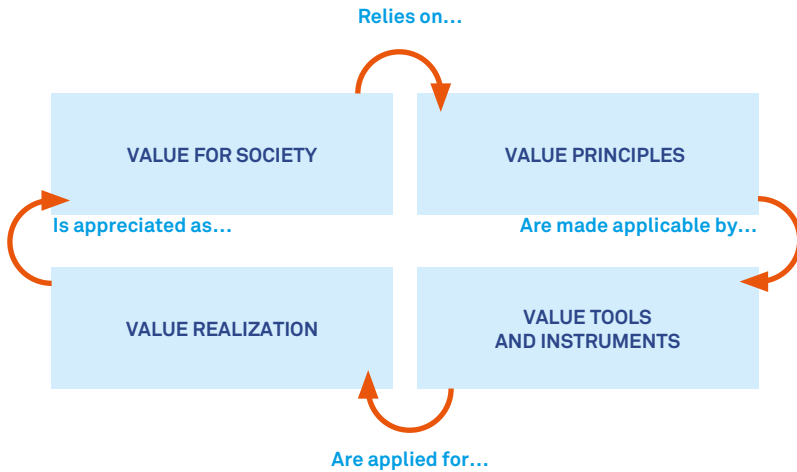 Relies on...
VALUE FOR SOCIETY
VALUE PRINCIPLES
Is appreciated as...
Are made applicable by...
VALUE REALIZATION
VALUE TOOLS
AND INSTRUMENTS
Are applied for...